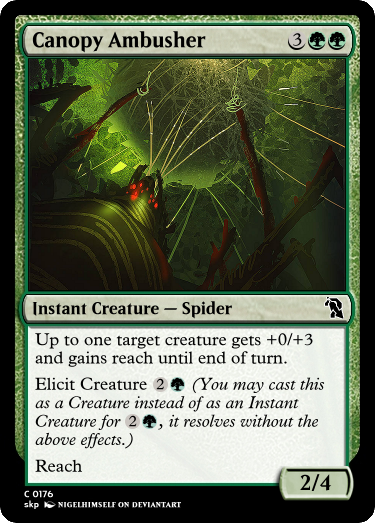 Canopy Ambusher 3
Instant Creature — Spider
Up to one target creature gets +0/+3
and gains reach until end of turn.
Elicit Creature 2 (You may cast this
as a Creature instead of as an Instant
Creature for 2 , it resolves without the
above effects.)
Reach
2/4
C 0176
skp NIGELHIMSELF ON DEVIANTART